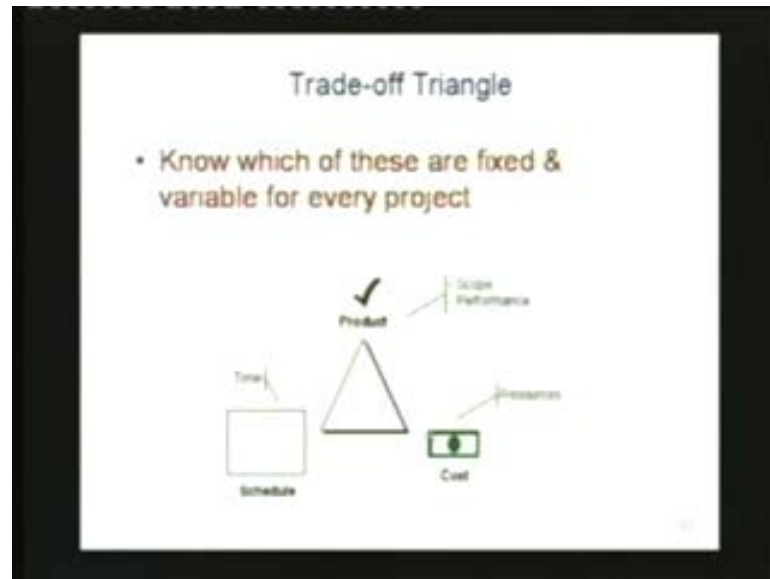 Trade-off Triangle
• Know which of these are fixed &
variable for every project
Scope
Performance
Product
Time
Resources
Cost
Schedule